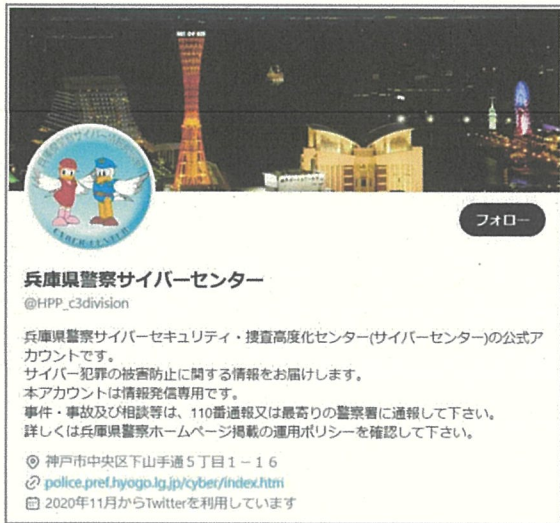 フォロー
CYBER CENTER
兵庫県警察サイバーセンター
@HPP_c3division
兵庫県警察サイバーセキュリティ・捜査高度化センター(サイバーセンター)の公式ア
カウントです。
サイバー犯罪の被害防止に関する情報をお届けします。
本アカウントは情報発信専用です。
事件・事故及び相談等は、110番通報又は最寄りの警察署に通報して下さい。
詳しくは兵庫県警察ホームページ掲載の運用ポリシーを確認して下さい。
神戸市中央区下山手通5丁目1-16
police.pref.hyogo.lg.jp/cyber/index.htm
2020年11月からTwitterを利用しています